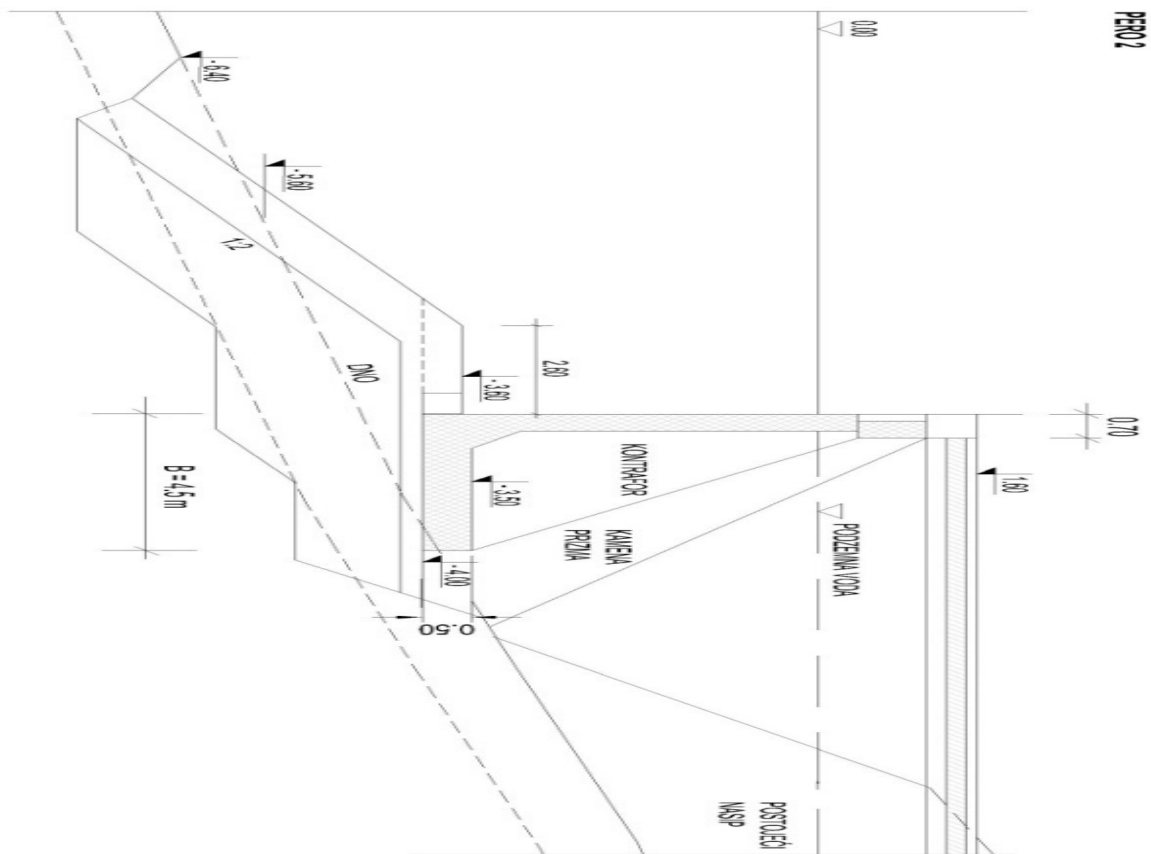 PERO 2
0.00
-6.40
-5.60
1:2
DNO
2.60
-3.60
0.70
1.60
B = 4.5 m
KONTRAFOR
-3.50
KAMENA
PRIZMA
PODZEMNA VODA
-4.00
0.50
POSTOJEĆI
NASIP